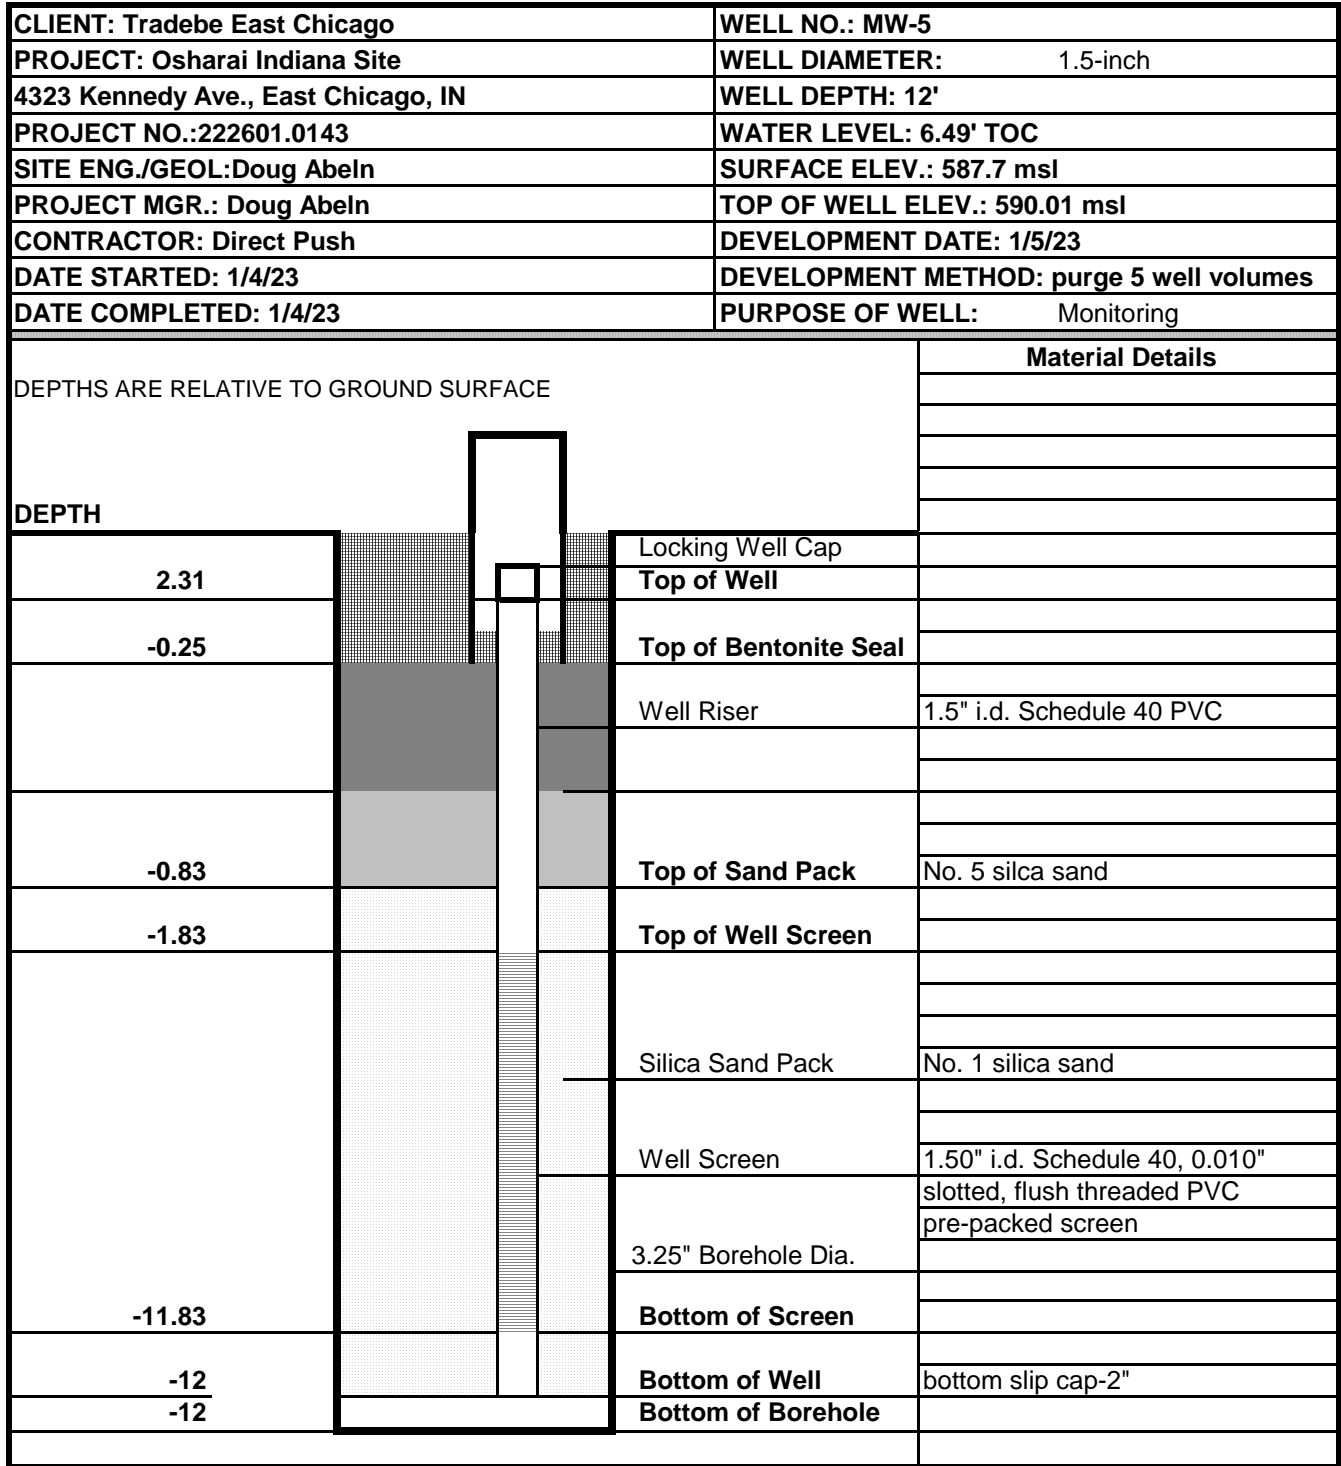 CLIENT: Tradebe East Chicago
WELL NO.: MW-5
PROJECT: Osharai Indiana Site
WELL DIAMETER: 1.5-inch
4323 Kennedy Ave., East Chicago, IN
WELL DEPTH: 12'
PROJECT NO.:222601.0143
WATER LEVEL: 6.49' TOC
SITE ENG./GEOL:Doug Abeln
SURFACE ELEV.: 587.7 msl
PROJECT MGR.: Doug Abeln
TOP OF WELL ELEV.: 590.01 msl
CONTRACTOR: Direct Push
DEVELOPMENT DATE: 1/5/23
DATE STARTED: 1/4/23
DEVELOPMENT METHOD: purge 5 well volumes
DATE COMPLETED: 1/4/23
PURPOSE OF WELL: Monitoring
Material Details
DEPTHS ARE RELATIVE TO GROUND SURFACE
DEPTH
Locking Well Cap
2.31
Top of Well
-0.25
Top of Bentonite Seal
Well Riser
1.5" i.d. Schedule 40 PVC
-0.83
Top of Sand Pack
No. 5 silca sand
-1.83
Top of Well Screen
Silica Sand Pack
No. 1 silica sand
Well Screen
1.50" i.d. Schedule 40, 0.010"
slotted, flush threaded PVC
pre-packed screen
3.25" Borehole Dia.
-11.83
Bottom of Screen
-12
Bottom of Well
bottom slip cap-2"
-12
Bottom of Borehole